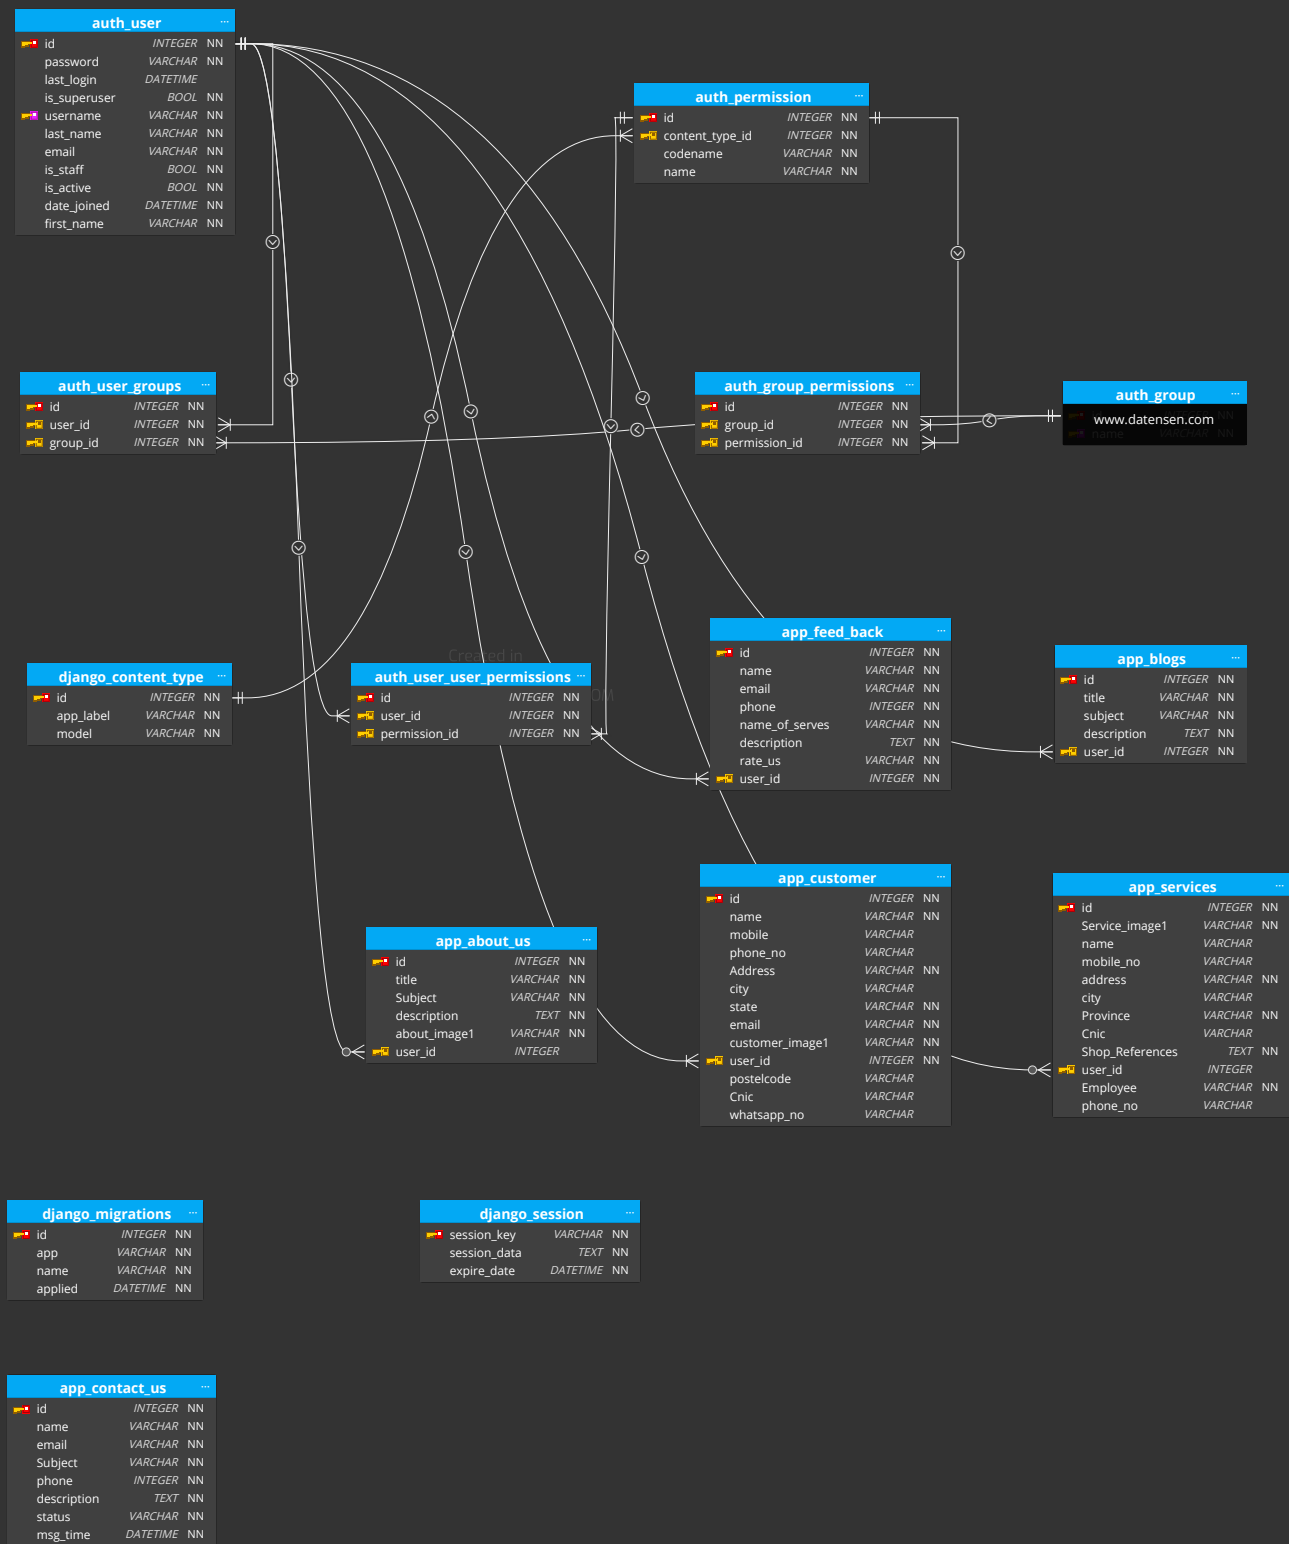 auth_user ...
id INTEGER NN
password VARCHAR NN
last_login DATETIME
is_superuser BOOL NN
username VARCHAR NN
last_name VARCHAR NN
email VARCHAR NN
is_staff BOOL NN
is_active BOOL NN
date_joined DATETIME NN
first_name VARCHAR NN
auth_permission ...
id INTEGER NN
content_type_id INTEGER NN
codename VARCHAR NN
name VARCHAR NN
auth_user_groups ...
id INTEGER NN
user_id INTEGER NN
group_id INTEGER NN
auth_group_permissions ...
id INTEGER NN
group_id INTEGER NN
permission_id INTEGER NN
auth_group ...
www.datensen.com
name VARCHAR NN
django_content_type ...
id INTEGER NN
app_label VARCHAR NN
model VARCHAR NN
Created in
auth_user_user_permissions ...
id INTEGER NN
user_id INTEGER NN
permission_id INTEGER NN
app_feed_back ...
id INTEGER NN
name VARCHAR NN
email VARCHAR NN
phone INTEGER NN
name_of_serves VARCHAR NN
description TEXT NN
rate_us VARCHAR NN
user_id INTEGER NN
app_blogs ...
id INTEGER NN
title VARCHAR NN
subject VARCHAR NN
description TEXT NN
user_id INTEGER NN
app_about_us ...
id INTEGER NN
title VARCHAR NN
Subject VARCHAR NN
description TEXT NN
about_image1 VARCHAR NN
user_id INTEGER
app_customer ...
id INTEGER NN
name VARCHAR NN
mobile VARCHAR
phone_no VARCHAR
Address VARCHAR NN
city VARCHAR
state VARCHAR NN
email VARCHAR NN
customer_image1 VARCHAR NN
user_id INTEGER NN
postelcode VARCHAR
Cnic VARCHAR
whatsapp_no VARCHAR
app_services ...
id INTEGER NN
Service_image1 VARCHAR NN
name VARCHAR
mobile_no VARCHAR
address VARCHAR NN
city VARCHAR
Province VARCHAR NN
Cnic VARCHAR
Shop_References TEXT NN
user_id INTEGER
Employee VARCHAR NN
phone_no VARCHAR
django_migrations ...
id INTEGER NN
app VARCHAR NN
name VARCHAR NN
applied DATETIME NN
django_session ...
session_key VARCHAR NN
session_data TEXT NN
expire_date DATETIME NN
app_contact_us ...
id INTEGER NN
name VARCHAR NN
email VARCHAR NN
Subject VARCHAR NN
phone INTEGER NN
description TEXT NN
status VARCHAR NN
msg_time DATETIME NN